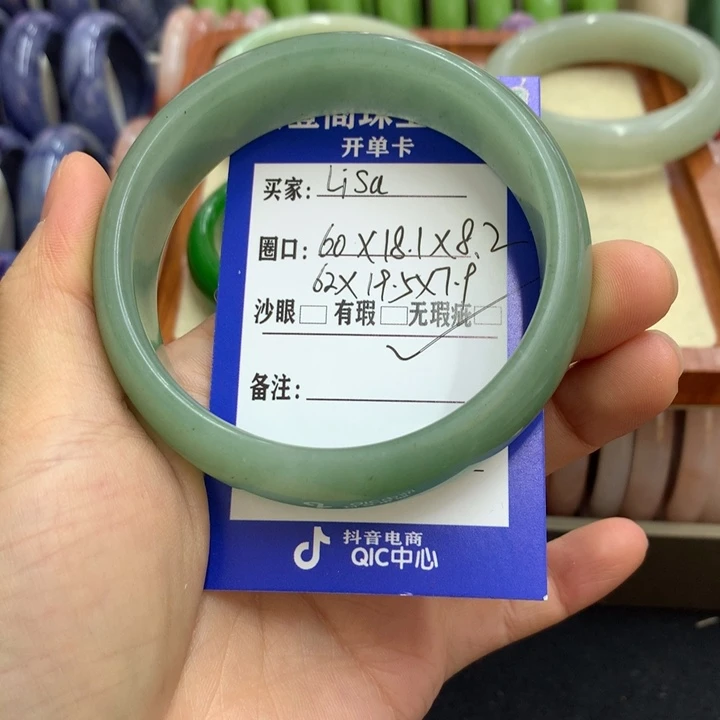 开单卡
买家: Lisa
圈口: 60X18.1X8.2
62X19.5X7.9
沙眼 有瑕 无瑕疵
备注:
抖音电商
QIC中心